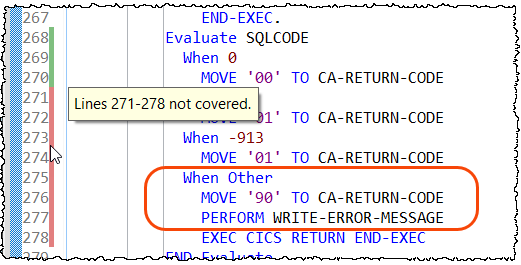 267 END-EXEC.
268 Evaluate SQLCODE
269 When 0
270 MOVE '00' TO CA-RETURN-CODE
271
Lines 271-278 not covered.
272 '01' TO CA-RETURN-CODE
273 When -913
274 MOVE '01' TO CA-RETURN-CODE
275 When Other
276 MOVE '90' TO CA-RETURN-CODE
277 PERFORM WRITE-ERROR-MESSAGE
278 EXEC CICS RETURN END-EXEC
279 END-Evaluate